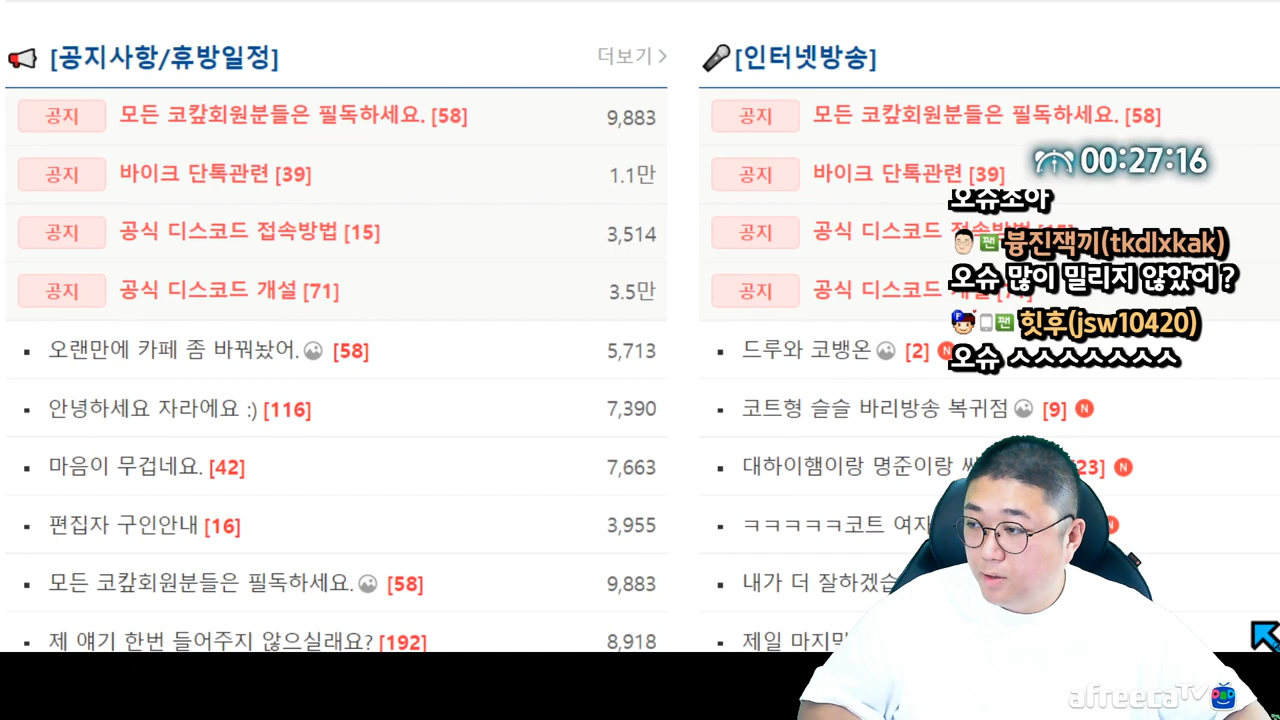 [공지사항/휴방일정]
더보기
공지 모든 코캎회원분들은 필독하세요. [58] 9,883
공지 바이크 단톡관련 [39] 1.1만
공지 공식 디스코드 접속방법 [15] 3,514
공지 공식 디스코드 개설 [71] 3.5만
오랜만에 카페 좀 바꿔놨어. [58] 5,713
안녕하세요 자라에요 :) [116] 7,390
마음이 무겁네요. [42] 7,663
편집자 구인안내 [16] 3,955
모든 코캎회원분들은 필독하세요. [58] 9,883
제 얘기 한번 들어주지 않으실래요? [192] 8,918
[인터넷방송]
공지 모든 코캎회원분들은 필독하세요. [58]
공지 바이크 단톡관련 [39]
공지 공식 디스코드
공지 공식 디스코드
드루와 코뱅온 [2] N
코트형 슬슬 바리방송 복귀점 [9] N
대하이햄이랑 명준이랑 23] N
ㅋㅋㅋㅋㅋ코트 여자
내가 더 잘하겠습
제일 마지막
00:27:16
오슈조아
짼 븅진잭끼(tkdlxkak)
오슈 많이 밀리지 않았어?
짼 힛후(jsw10420)
오슈 ㅅㅅㅅㅅㅅㅅㅅ
afreecaTV